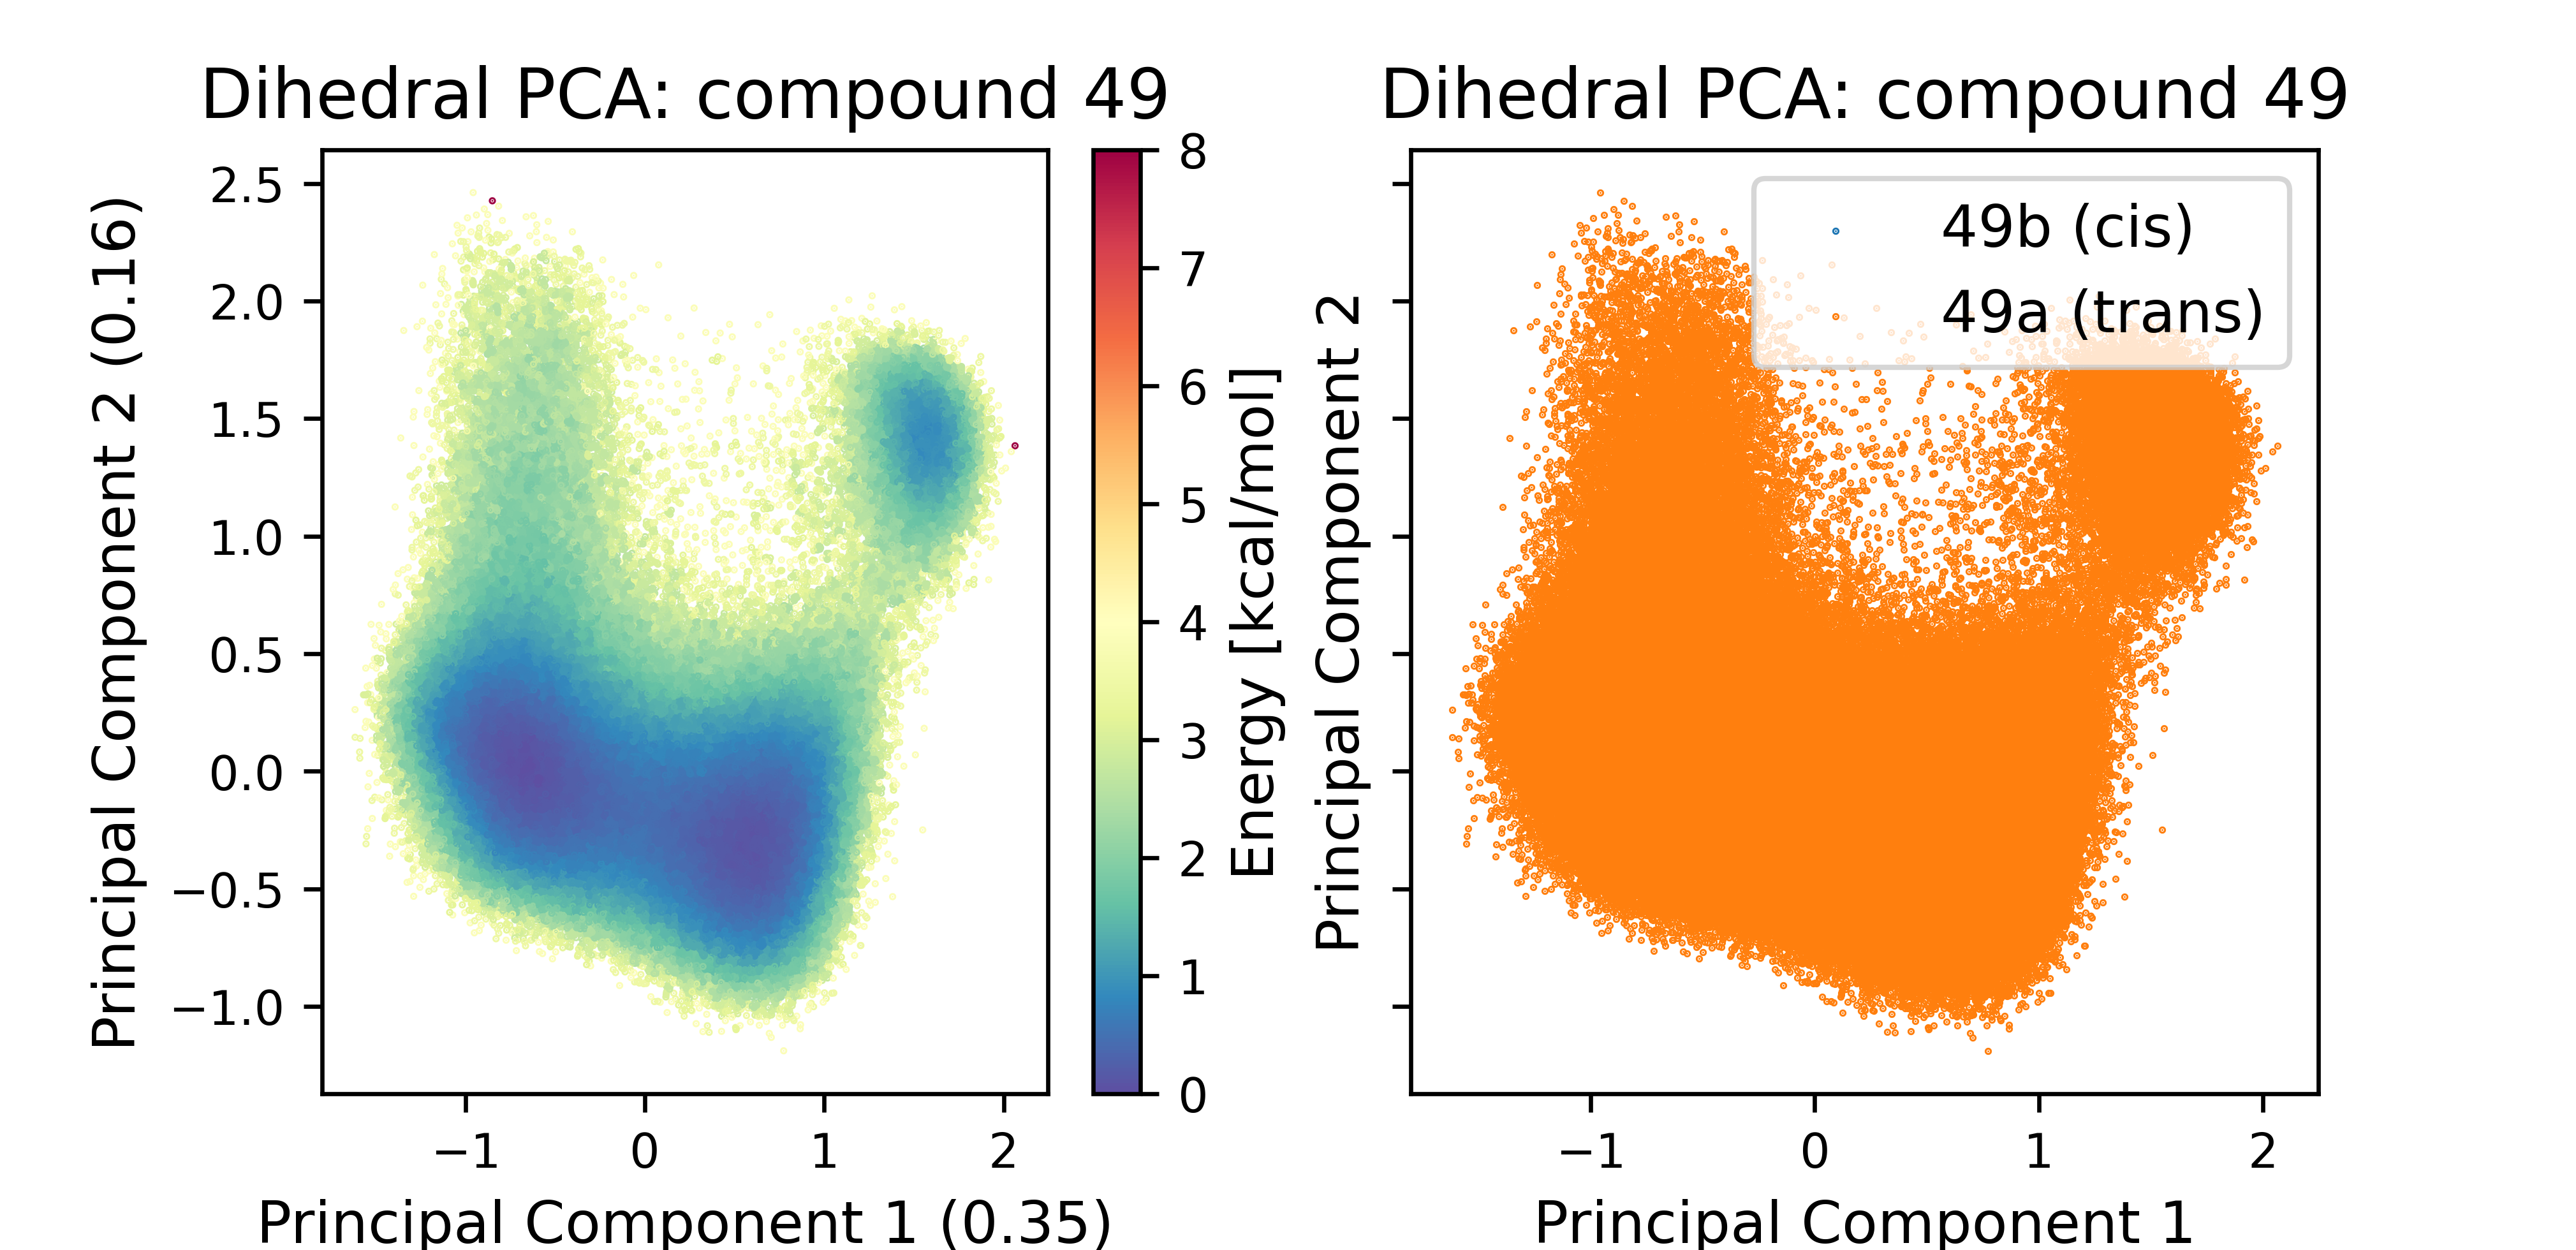 Dihedral PCA: compound 49
Principal Component 2 (0.16)
2.5
2.0
1.5
1.0
0.5
0.0
−0.5
−1.0
−1
0
1
2
Principal Component 1 (0.35)
8
7
6
5
4
3
2
1
0
Energy [kcal/mol]
Dihedral PCA: compound 49
Principal Component 2
49b (cis)
49a (trans)
−1
0
1
2
Principal Component 1